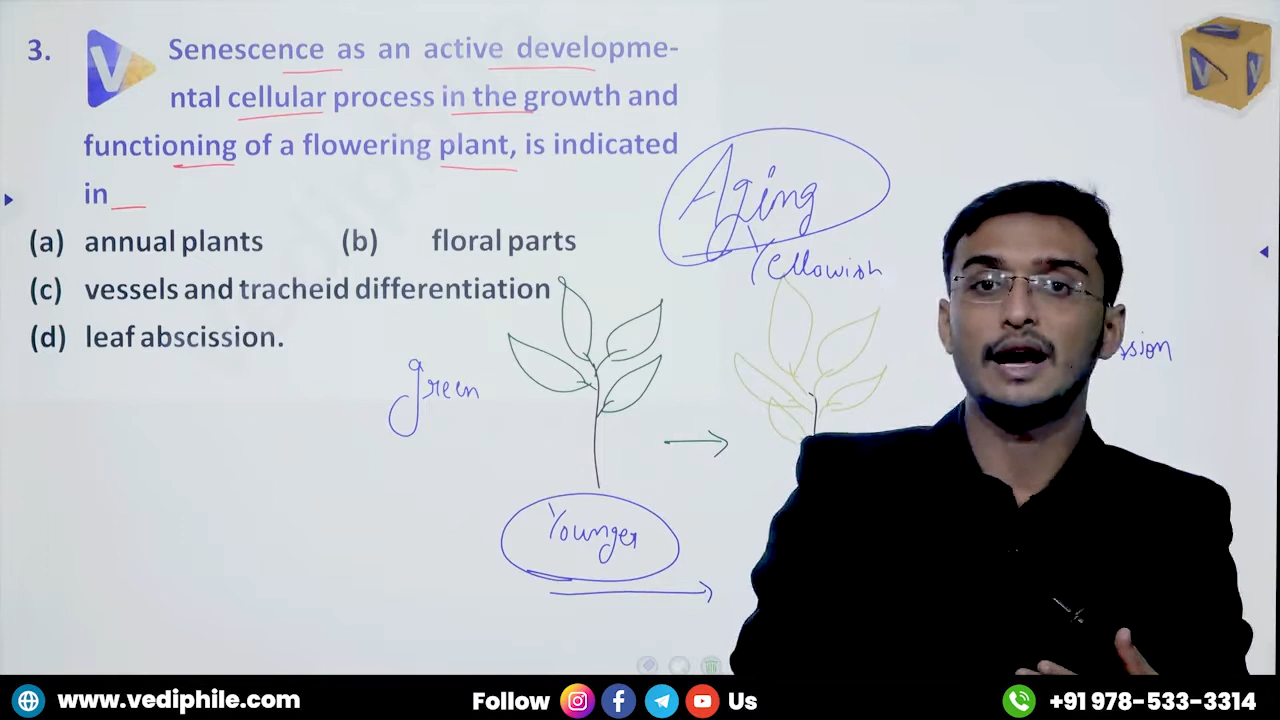 3. Senescence as an active developme-
ntal cellular process in the growth and
functioning of a flowering plant, is indicated
in
(a) annual plants (b) floral parts
(c) vessels and tracheid differentiation
(d) leaf abscission.
Aging
Yellowish
ssion
green
Younger
www.vediphile.com Follow Us +91 978-533-3314